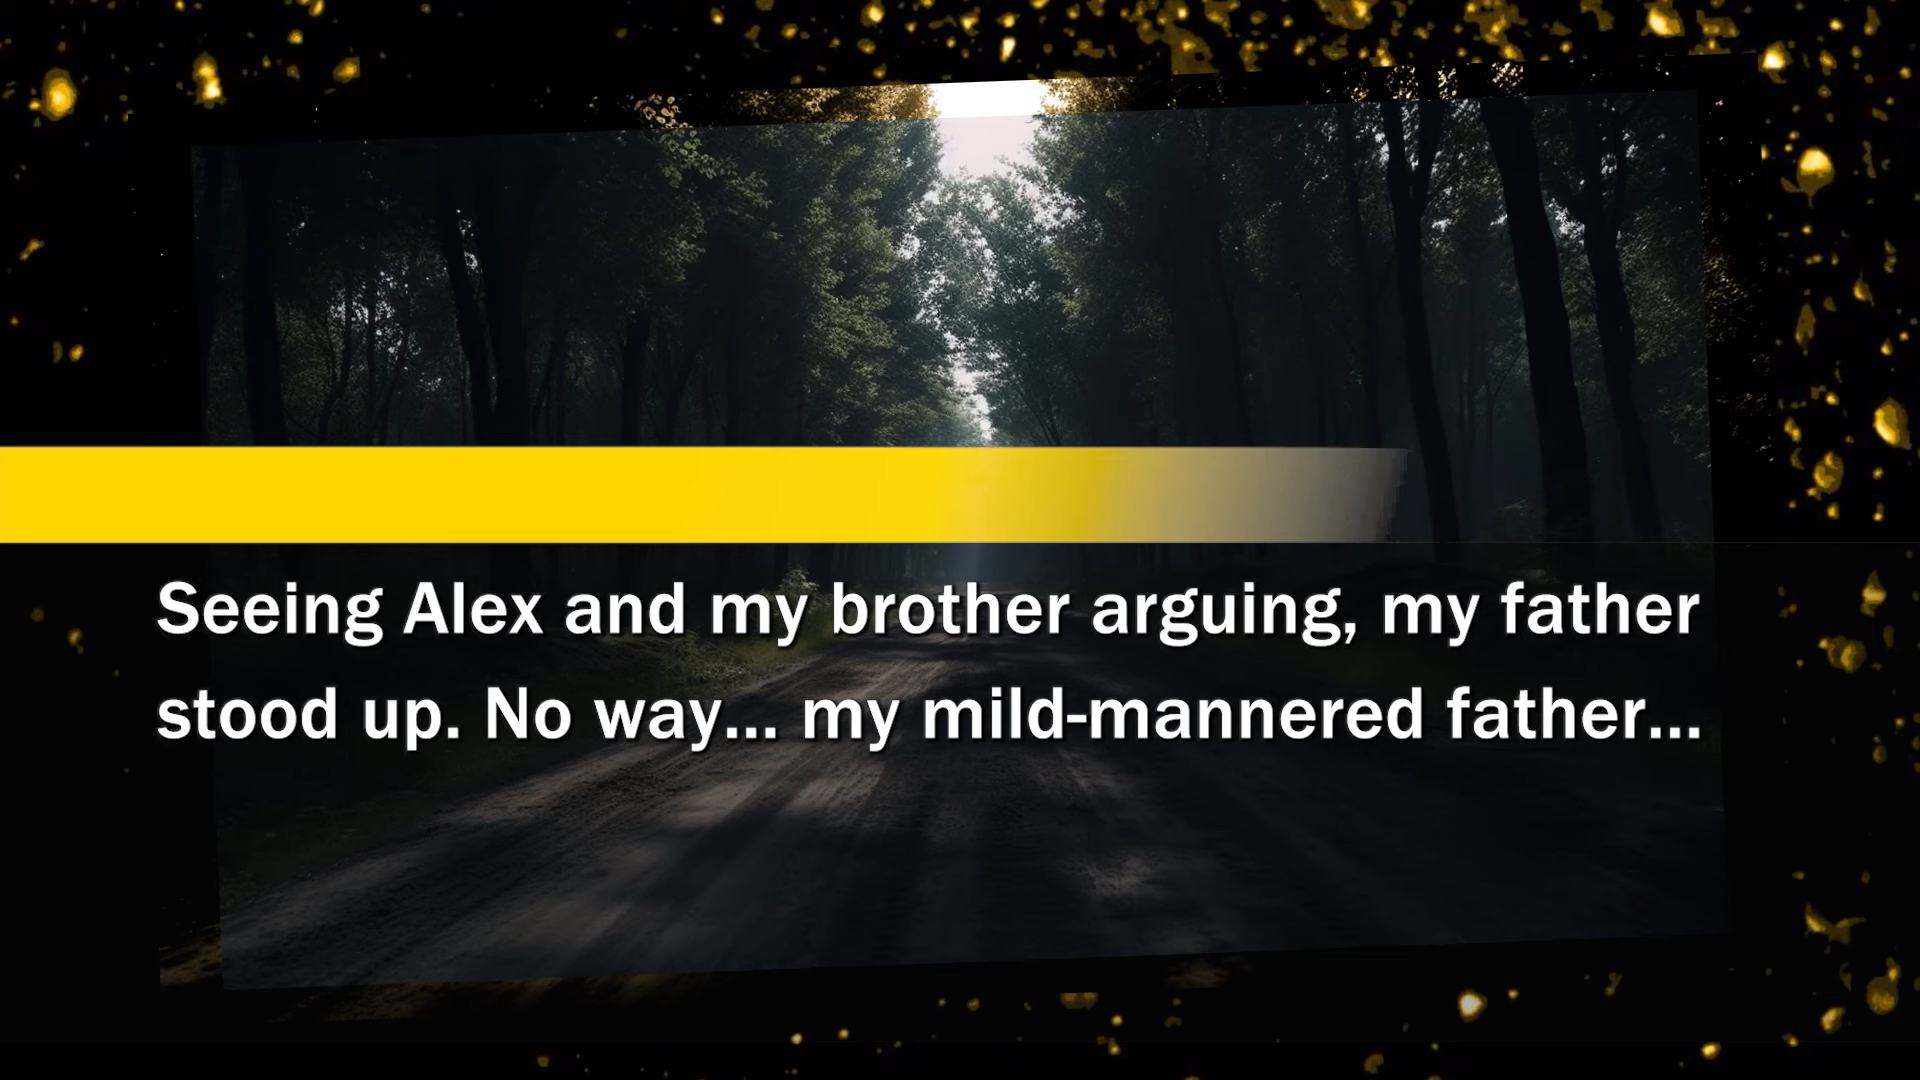 Seeing Alex and my brother arguing, my father
stood up. No way... my mild-mannered father...